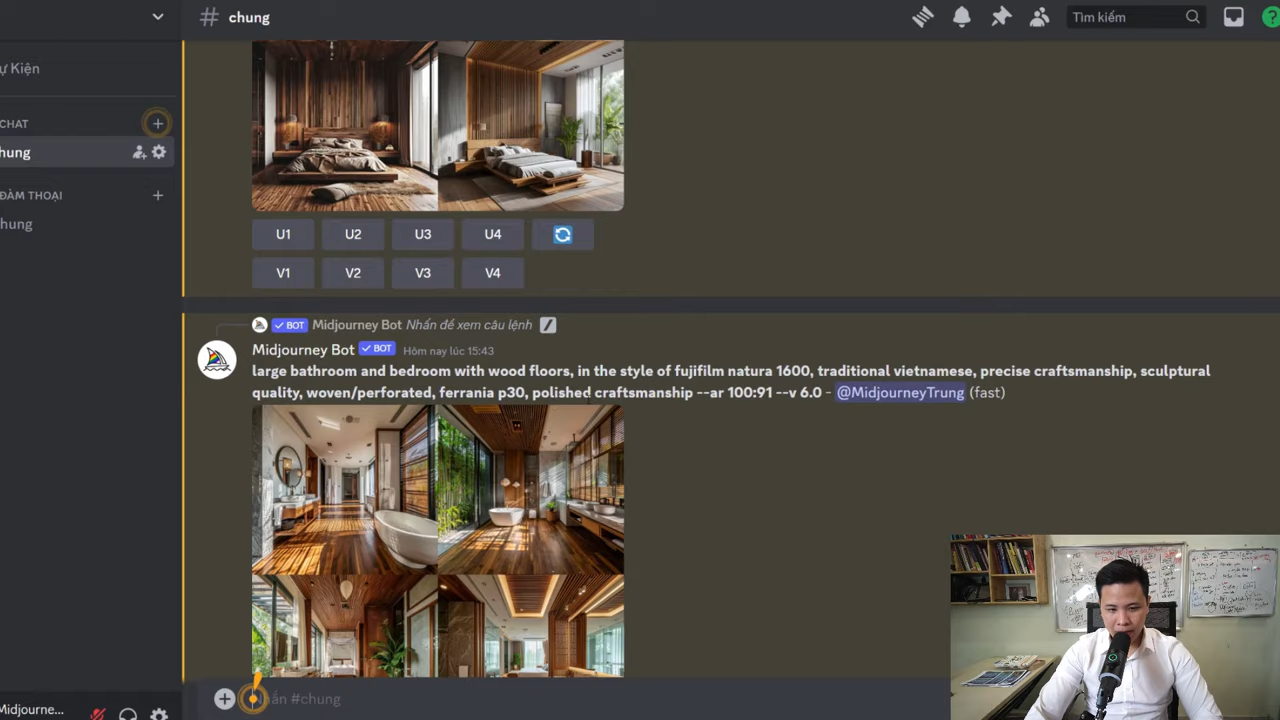 chung
Tìm kiếm
ự Kiện
CHAT
hung
ĐÀM THOẠI
hung
U1 U2 U3 U4
V1 V2 V3 V4
BOT Midjourney Bot Nhấn để xem câu lệnh
Midjourney Bot BOT Hôm nay lúc 15:43
large bathroom and bedroom with wood floors, in the style of fujifilm natura 1600, traditional vietnamese, precise craftsmanship, sculptural
quality, woven/perforated, ferrania p30, polished craftsmanship --ar 100:91 --v 6.0 - @MidjourneyTrung (fast)
hắn #chung
Midjourne...